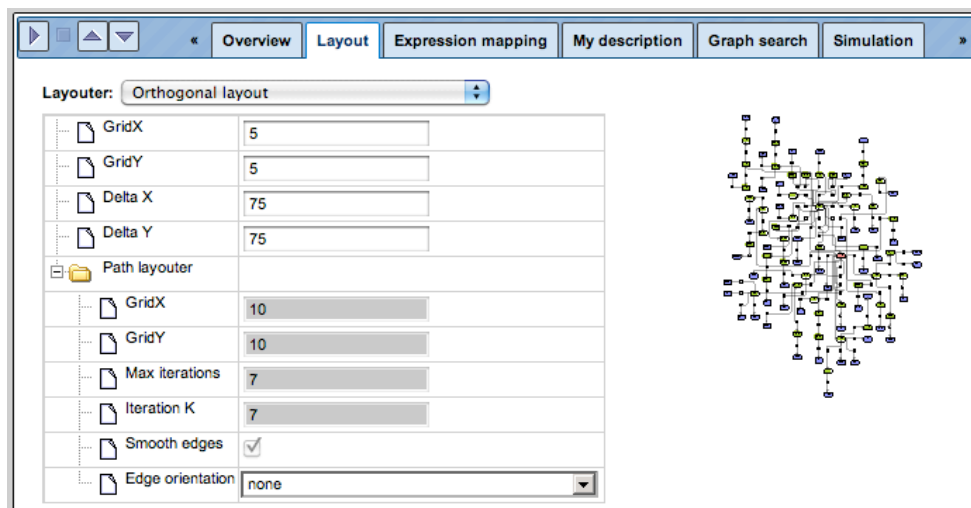 « Overview Layout Expression mapping My description Graph search Simulation »
Layouter: Orthogonal layout
GridX 5
GridY 5
Delta X 75
Delta Y 75
Path layouter
GridX 10
GridY 10
Max iterations 7
Iteration K 7
Smooth edges
Edge orientation none